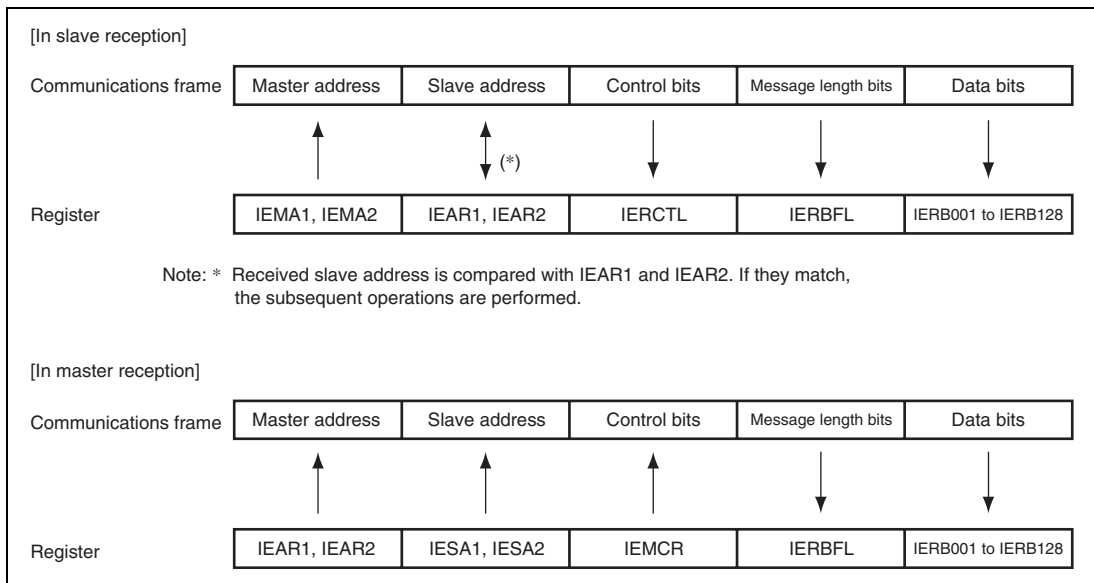 [In slave reception]
Communications frame Master address Slave address Control bits Message length bits Data bits
(*)
Register IEMA1, IEMA2 IEAR1, IEAR2 IERCTL IERBFL IERB001 to IERB128
Note: * Received slave address is compared with IEAR1 and IEAR2. If they match,
the subsequent operations are performed.
[In master reception]
Communications frame Master address Slave address Control bits Message length bits Data bits
Register IEAR1, IEAR2 IESA1, IESA2 IEMCR IERBFL IERB001 to IERB128